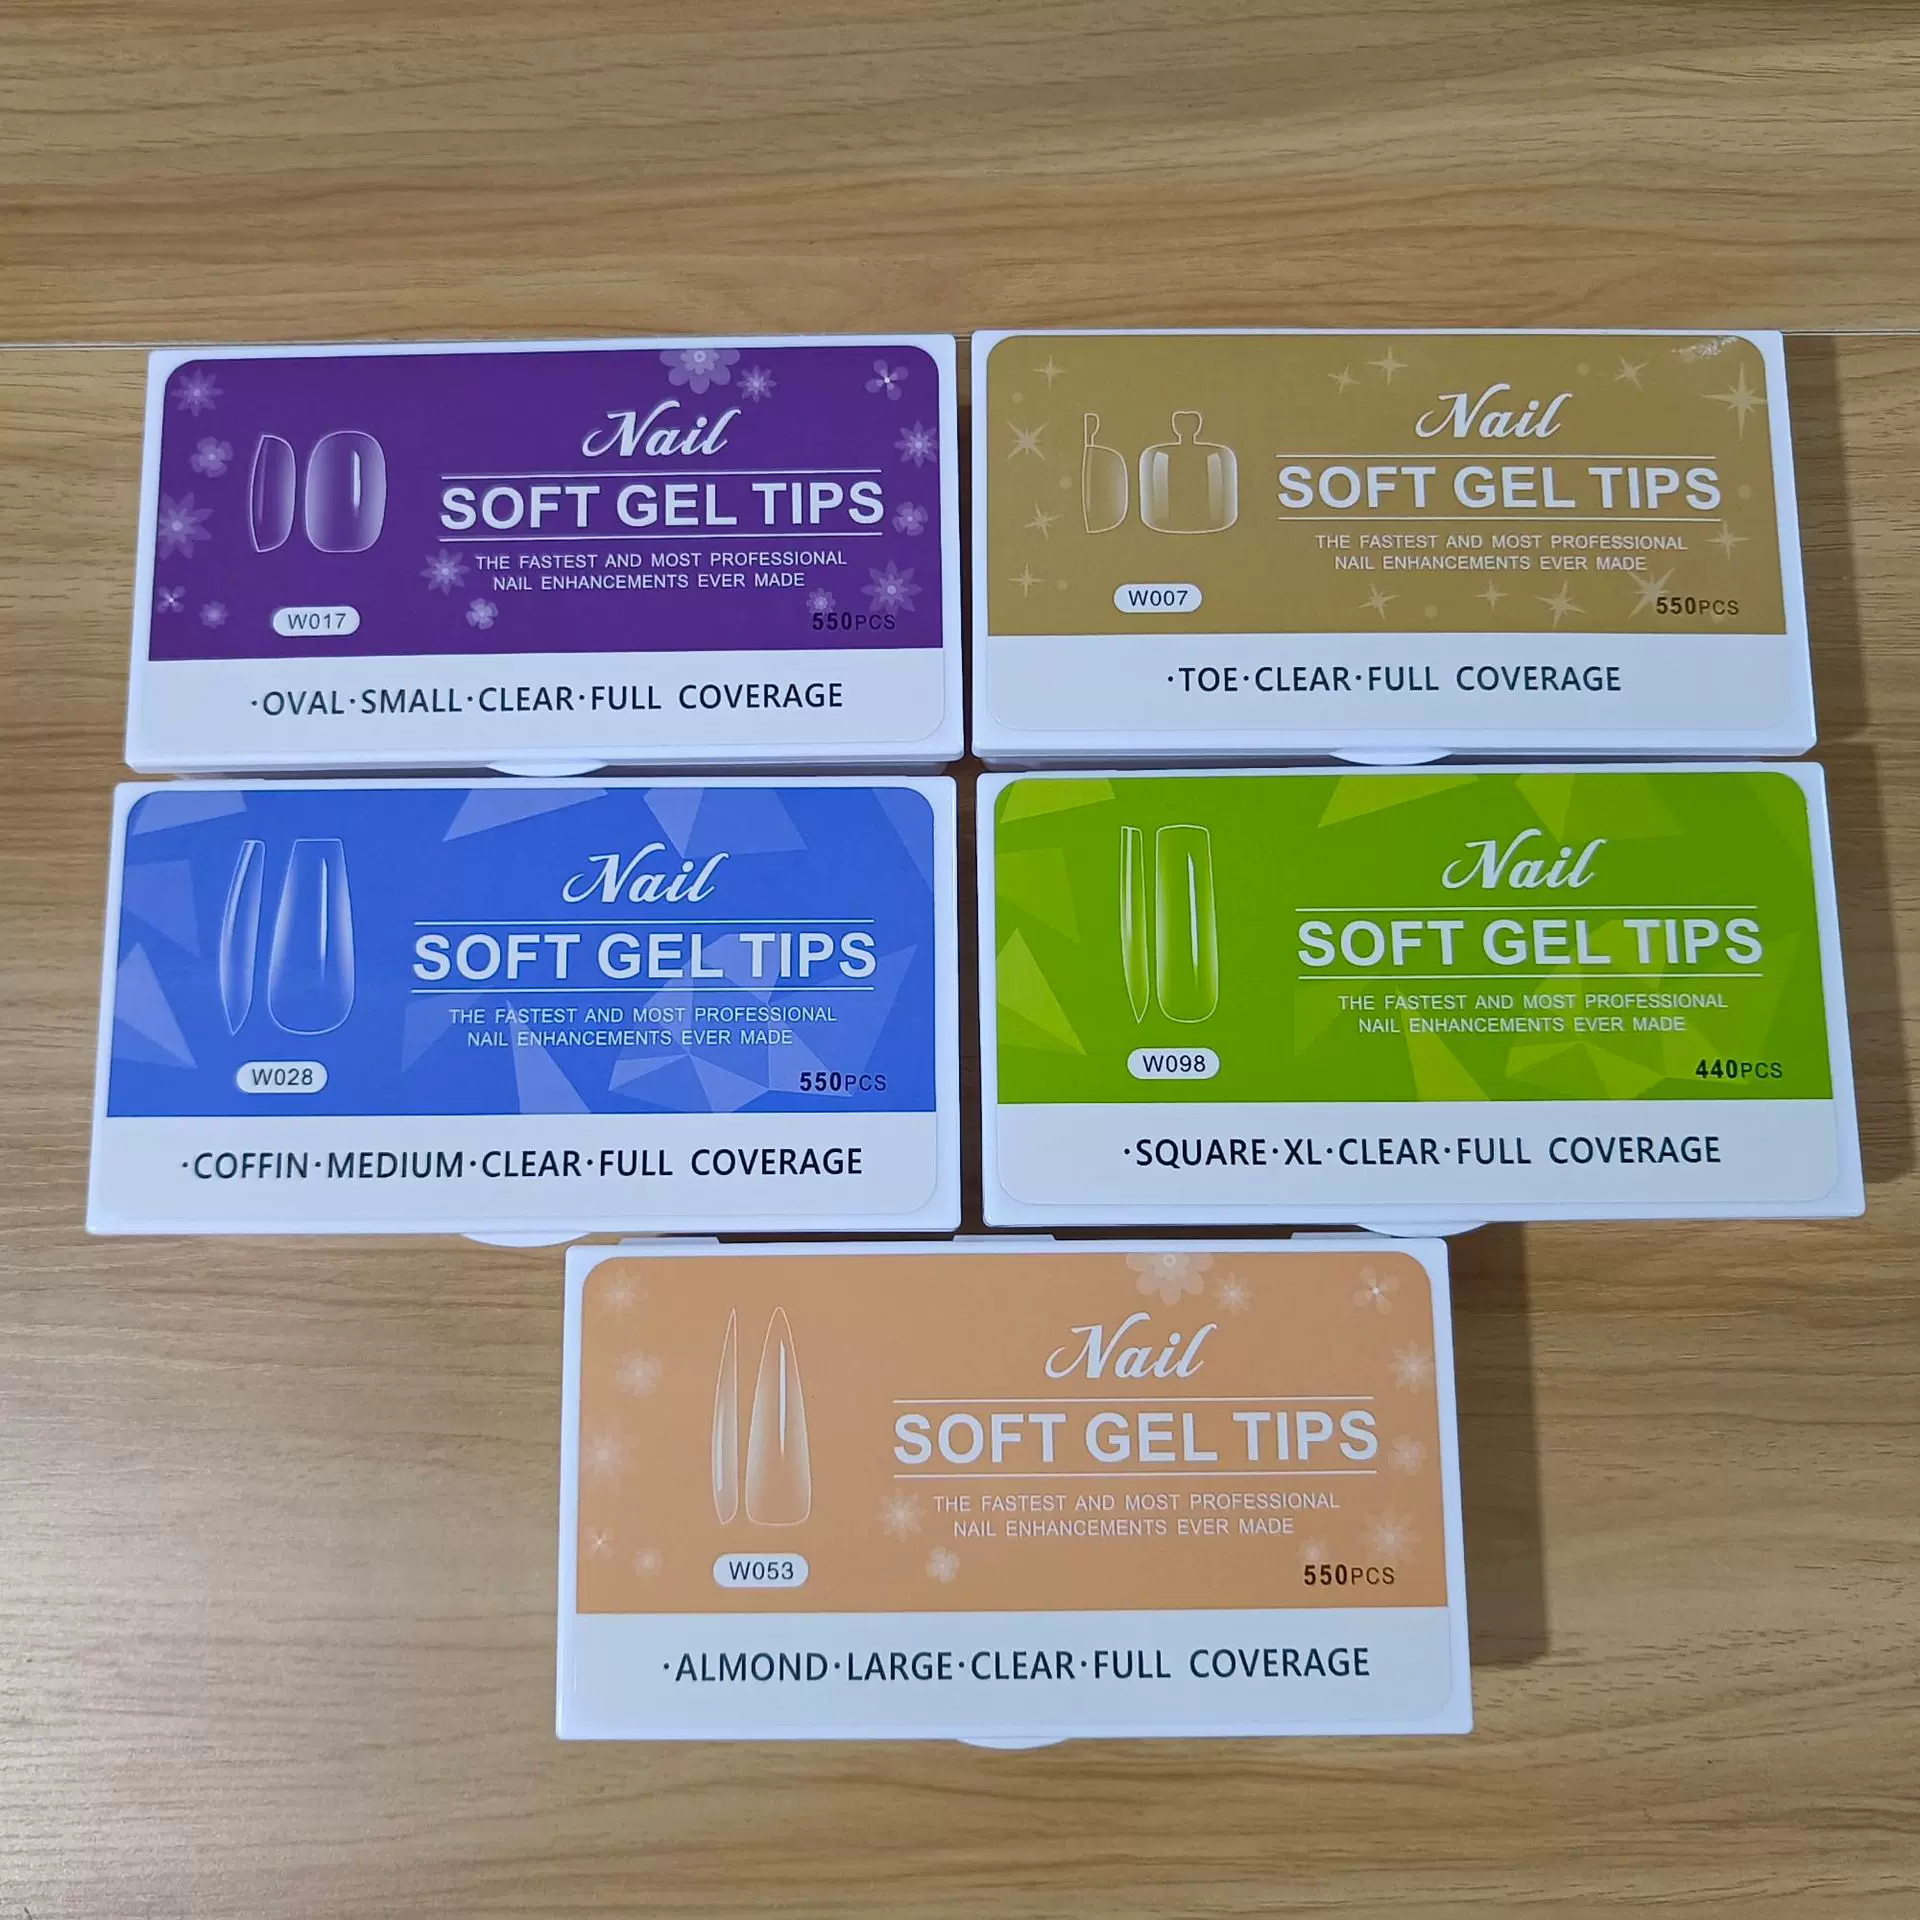 Nail
SOFT GEL TIPS
THE FASTEST AND MOST PROFESSIONAL
NAIL ENHANCEMENTS EVER MADE
W017
550PCS
·OVAL·SMALL·CLEAR·FULL COVERAGE
Nail
SOFT GEL TIPS
THE FASTEST AND MOST PROFESSIONAL
NAIL ENHANCEMENTS EVER MADE
W007
550PCS
·TOE·CLEAR·FULL COVERAGE
Nail
SOFT GEL TIPS
THE FASTEST AND MOST PROFESSIONAL
NAIL ENHANCEMENTS EVER MADE
W028
550PCS
·COFFIN·MEDIUM·CLEAR·FULL COVERAGE
Nail
SOFT GEL TIPS
THE FASTEST AND MOST PROFESSIONAL
NAIL ENHANCEMENTS EVER MADE
W098
440PCS
·SQUARE·XL·CLEAR·FULL COVERAGE
Nail
SOFT GEL TIPS
THE FASTEST AND MOST PROFESSIONAL
NAIL ENHANCEMENTS EVER MADE
W053
550PCS
·ALMOND·LARGE·CLEAR·FULL COVERAGE